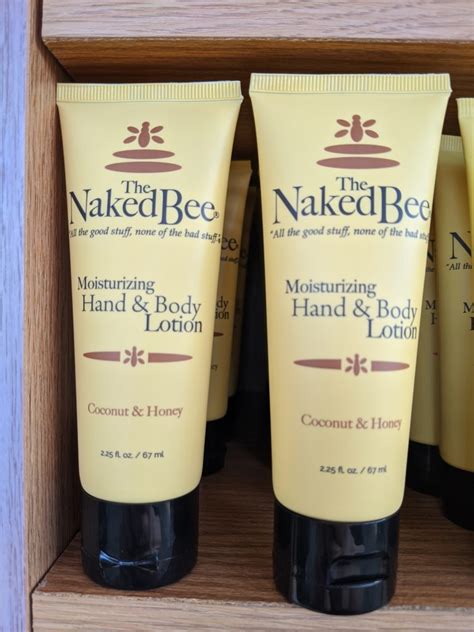 The
NakedBee®
"All the good stuff, none of the bad stuff."
Moisturizing
Hand & Body
Lotion
Coconut & Honey
2.25 fl. oz. / 67 ml
The
NakedBee
"All the good stuff, none of the bad stuff."
Moisturizing
Hand & Body
Lotion
Coconut & Honey
2.25 fl. oz. / 67 ml